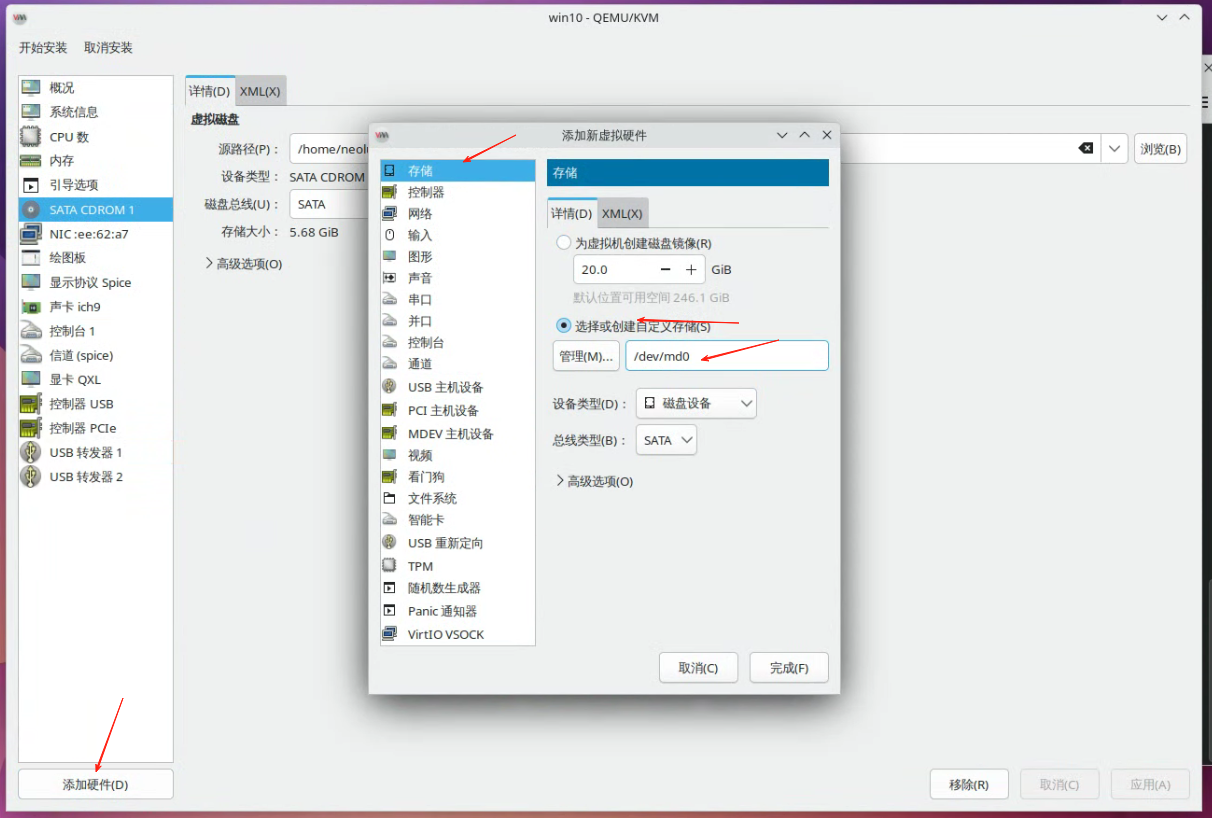 win10 - QEMU/KVM
开始安装 取消安装
概况
系统信息
CPU 数
内存
引导选项
SATA CDROM 1
NIC :ee:62:a7
绘图板
显示协议 Spice
声卡 ich9
控制台 1
信道 (spice)
显卡 QXL
控制器 USB
控制器 PCIe
USB 转发器 1
USB 转发器 2
添加硬件(D)
详情(D) XML(X)
虚拟磁盘
源路径(P)： /home/neol 浏览(B)
设备类型： SATA CDROM
磁盘总线(U)： SATA
存储大小： 5.68 GiB
高级选项(O)
添加新虚拟硬件
存储
控制器
网络
输入
图形
声音
串口
并口
控制台
通道
USB 主机设备
PCI 主机设备
MDEV 主机设备
视频
看门狗
文件系统
智能卡
USB 重新定向
TPM
随机数生成器
Panic 通知器
VirtIO VSOCK
存储
详情(D) XML(X)
为虚拟机创建磁盘镜像(R)
20.0 − + GiB
默认位置可用空间 246.1 GiB
选择或创建自定义存储(S)
管理(M)... /dev/md0
设备类型(D)： 磁盘设备
总线类型(B)： SATA
高级选项(O)
取消(C) 完成(F)
移除(R) 取消(C) 应用(A)